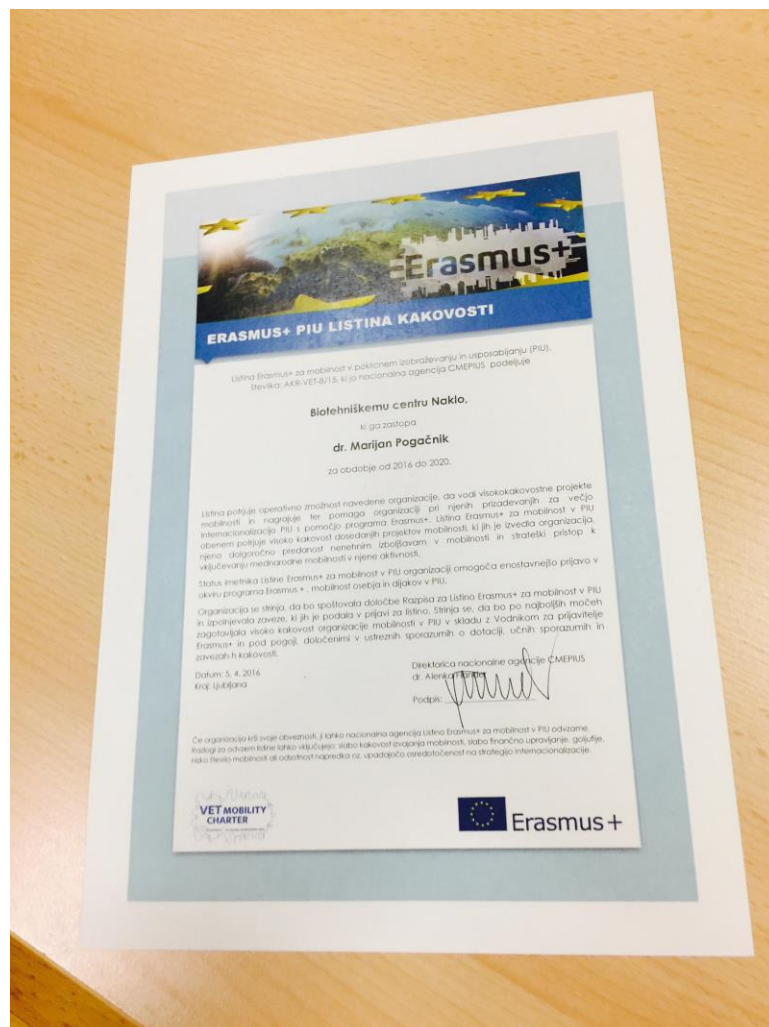 Erasmus+
ERASMUS+ PIU LISTINA KAKOVOSTI
Listina Erasmus+ za mobilnost v poklicnem izobraževanju in usposabljanju (PIU),
številka: AKR-VET-8/15, ki jo nacionalna agencija CMEPIUS podeljuje
Biotehniškemu centru Naklo,
ki ga zastopa
dr. Marijan Pogačnik
za obdobje od 2016 do 2020.
Listina potrjuje operativno zmožnost navedene organizacije, da vodi visokokakovostne projekte
mobilnosti in nagrajuje ter pomaga organizaciji pri njenih prizadevanjih za večjo
internacionalizacijo PIU s pomočjo programa Erasmus+. Listina Erasmus+ za mobilnost v PIU
obenem potrjuje visoko kakovost dosedanjih projektov mobilnosti, ki jih je izvedla organizacija,
njeno dolgoročno predanost nenehnim izboljšavam v mobilnosti in strateški pristop k
vključevanju mednarodne mobilnosti v njene aktivnosti.
Status imetnika Listine Erasmus+ za mobilnost v PIU organizaciji omogoča enostavnejšo prijavo v
okviru programa Erasmus + , mobilnost osebja in dijakov v PIU.
Organizacija se strinja, da bo spoštovala določbe Razpisa za Listino Erasmus+ za mobilnost v PIU
in izpolnjevala zaveze, ki jih je podala v prijavi za listino. Strinja se, da bo po najboljših močeh
zagotavljala visoko kakovost organizacije mobilnosti v PIU v skladu z Vodnikom za prijavitelje
Erasmus+ in pod pogoji, določenimi v ustreznih sporazumih o dotaciji, učnih sporazumih in
zavezah h kakovosti.
Datum: 5. 4. 2016
Kraj: Ljubljana
Direktorica nacionalne agencije CMEPIUS
dr. Alenka
Podpis:
Če organizacija krši svoje obveznosti, ji lahko nacionalna agencija Listino Erasmus+ za mobilnost v PIU odvzame.
Razlogi za odvzem listine lahko vključujejo: slabo kakovost izvajanja mobilnosti, slabo finančno upravljanje, goljufije,
nizko število mobilnosti ali odsotnost napredka oz. upadajočo osredotočenost na strategijo internacionalizacije.
VET MOBILITY
CHARTER
Erasmus+